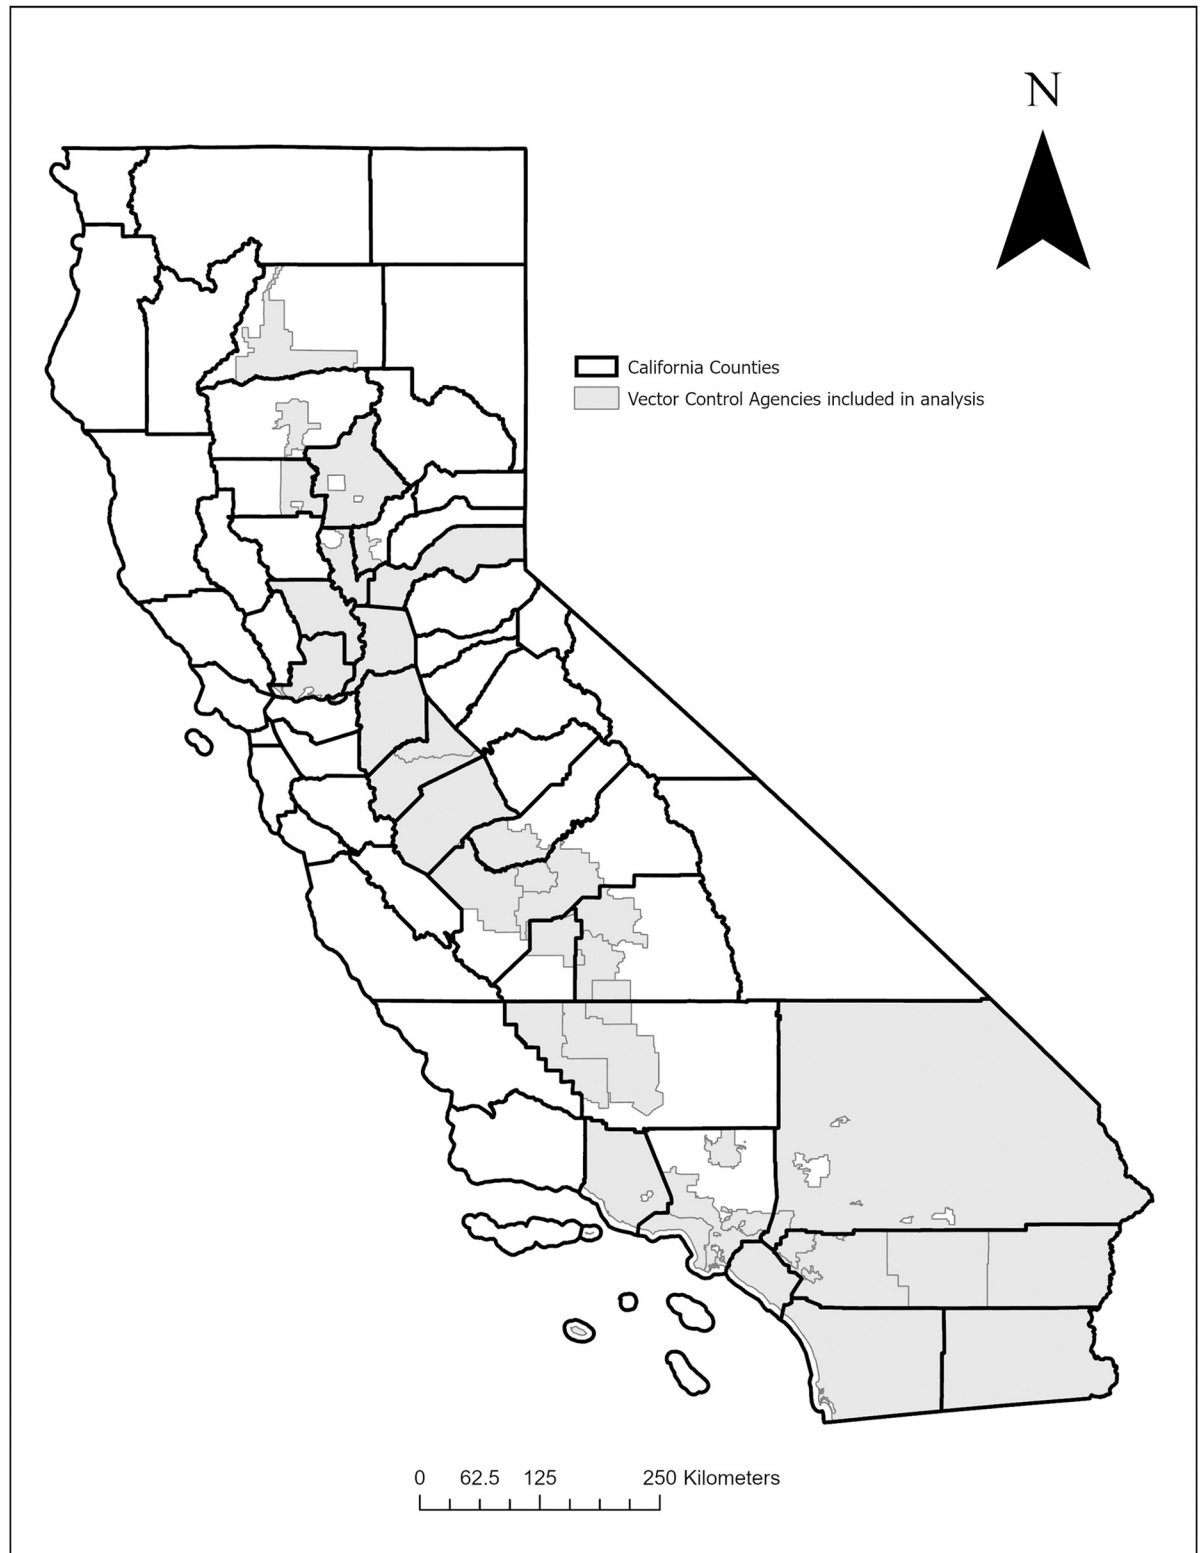 N
California Counties
Vector Control Agencies included in analysis
0 62.5 125 250 Kilometers